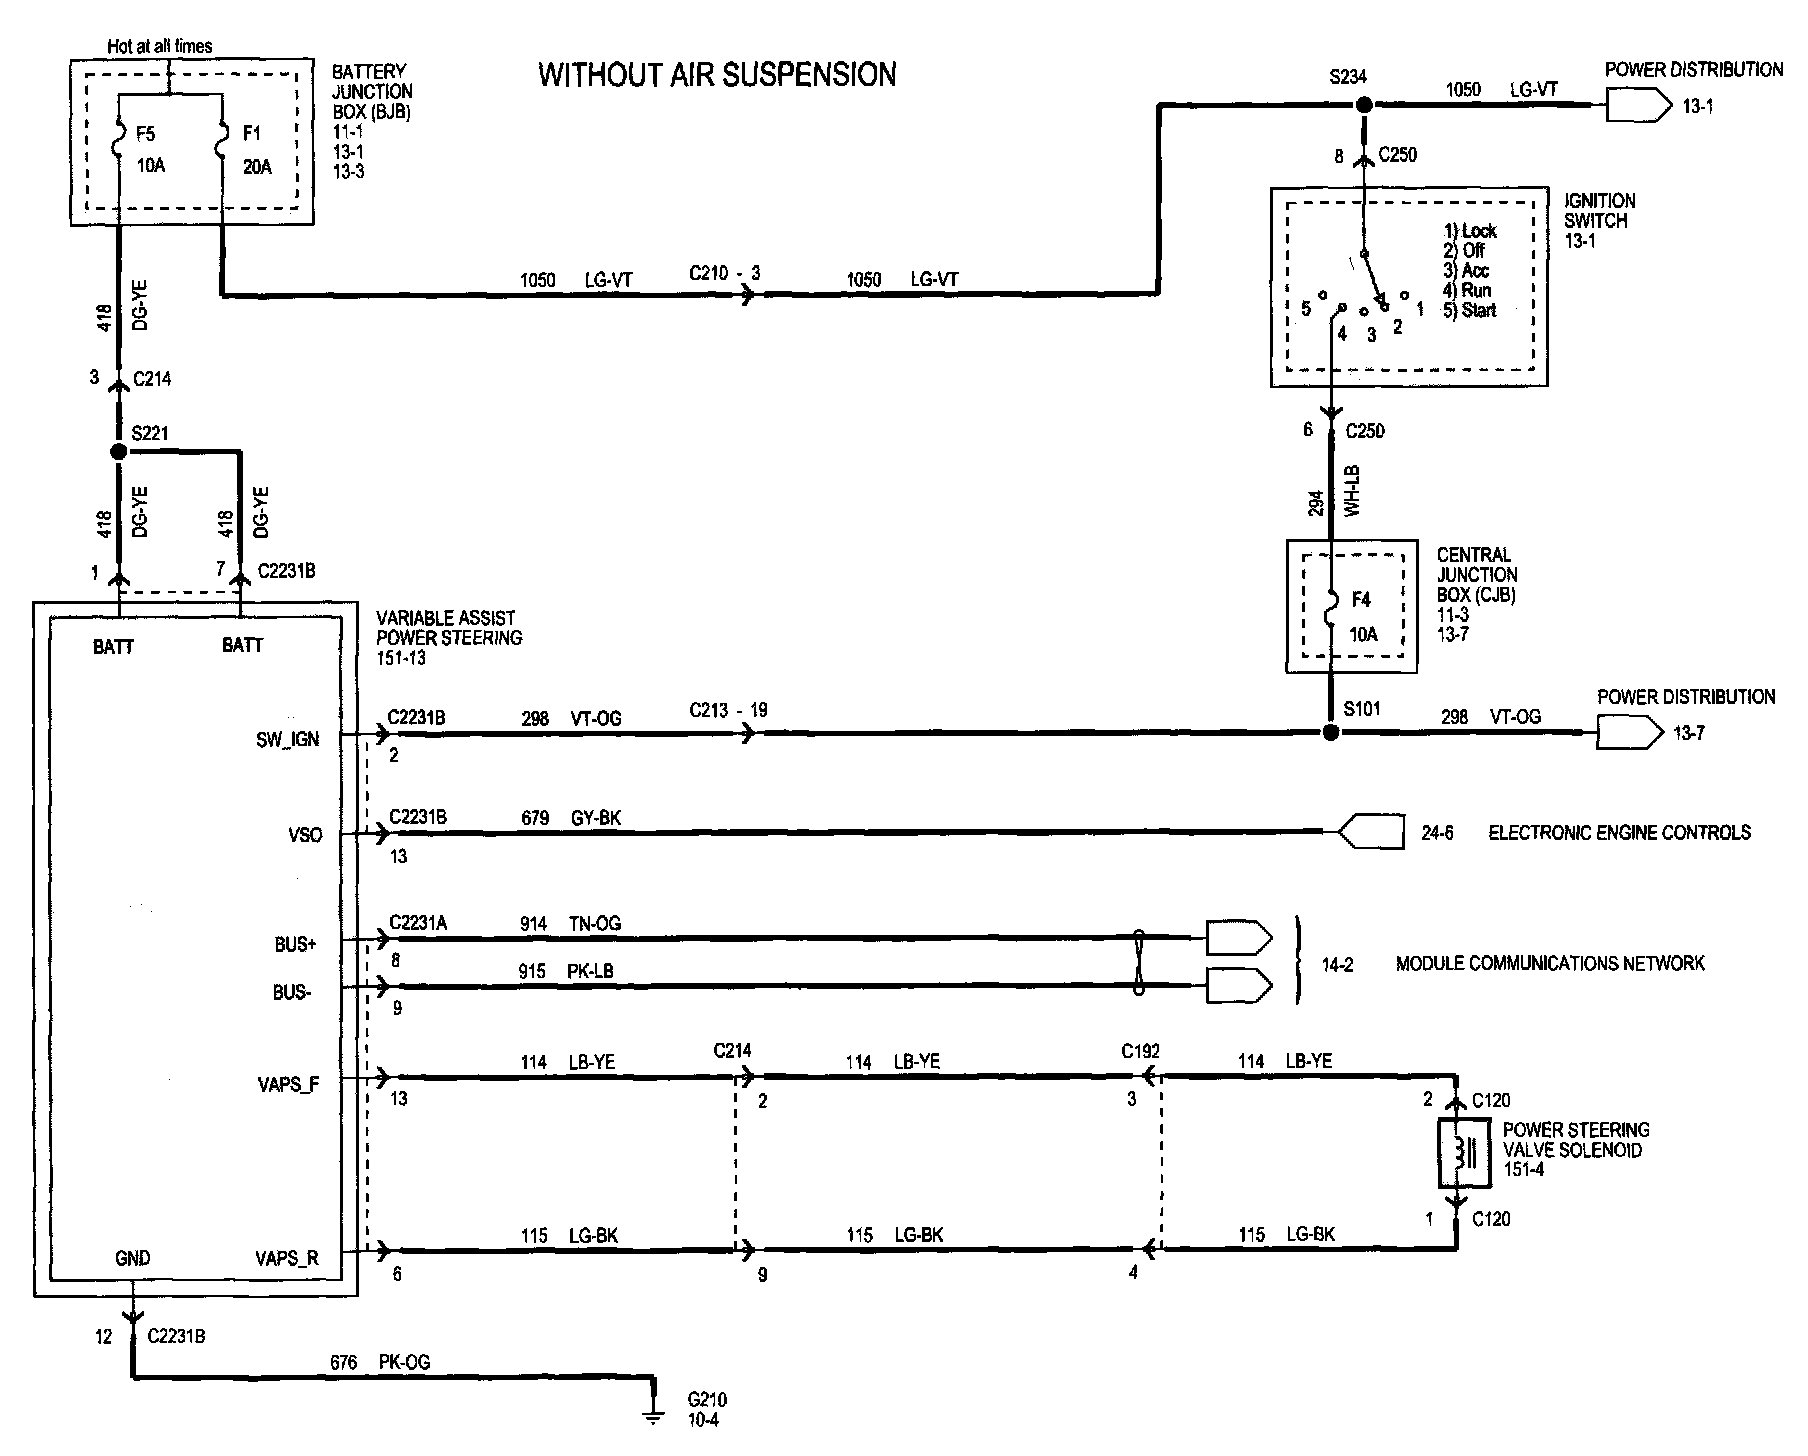 Hot at all times
BATTERY
JUNCTION
BOX (BJB)
11-1
13-1
13-3
F5
10A
F1
20A
WITHOUT AIR SUSPENSION
S234
1050 LG-VT
POWER DISTRIBUTION
13-1
8 C250
IGNITION
SWITCH
13-1
1) Lock
2) Off
3) Acc
4) Run
5) Start
5 4 3 2 1
1050 LG-VT
C210 - 3
1050 LG-VT
418 DG-YE
3 C214
S221
418 DG-YE
418 DG-YE
1
7 C2231B
6 C250
294 WH-LB
CENTRAL
JUNCTION
BOX (CJB)
11-3
13-7
F4
10A
VARIABLE ASSIST
POWER STEERING
151-13
BATT
BATT
SW_IGN
C2231B
2
298 VT-OG
C213 - 19
S101
298 VT-OG
POWER DISTRIBUTION
13-7
VSO
C2231B
13
679 GY-BK
24-6
ELECTRONIC ENGINE CONTROLS
BUS+
C2231A
8
914 TN-OG
BUS-
9
915 PK-LB
14-2
MODULE COMMUNICATIONS NETWORK
VAPS_F
13
114 LB-YE
C214
2
114 LB-YE
C192
3
114 LB-YE
2 C120
POWER STEERING
VALVE SOLENOID
151-4
1 C120
GND
VAPS_R
6
115 LG-BK
9
115 LG-BK
4
115 LG-BK
12 C2231B
676 PK-OG
G210
10-4